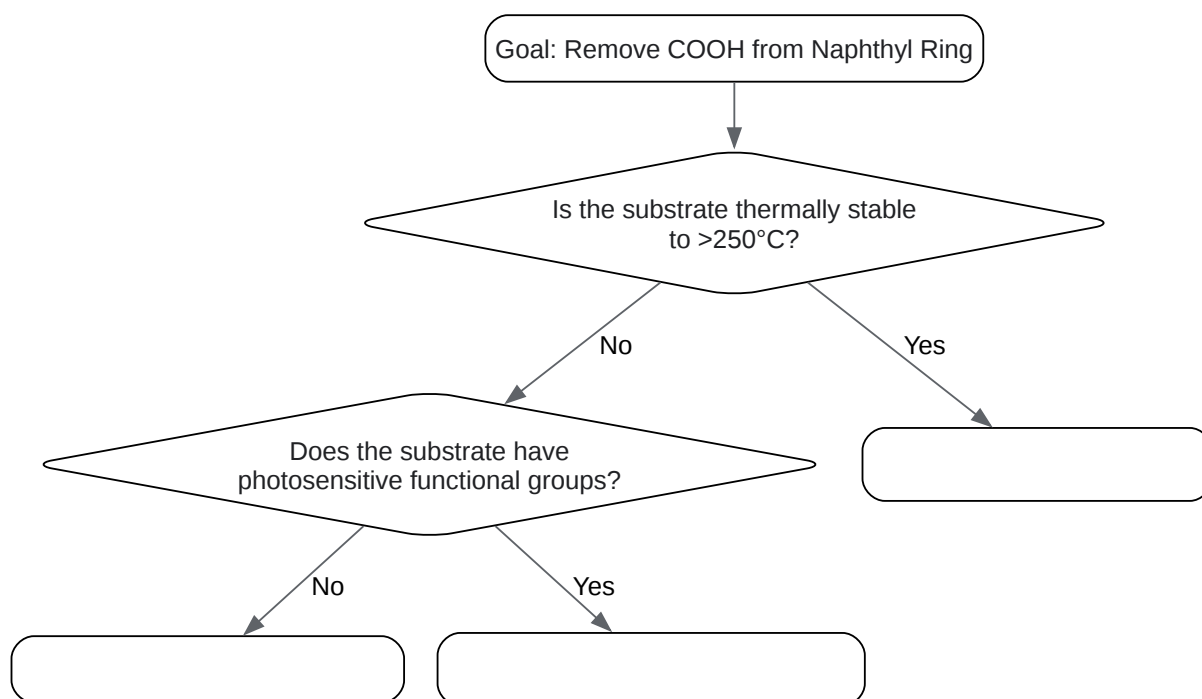 Goal: Remove COOH from Naphthyl Ring
Is the substrate thermally stable
to >250°C?
No
Yes
Does the substrate have
photosensitive functional groups?
No
Yes